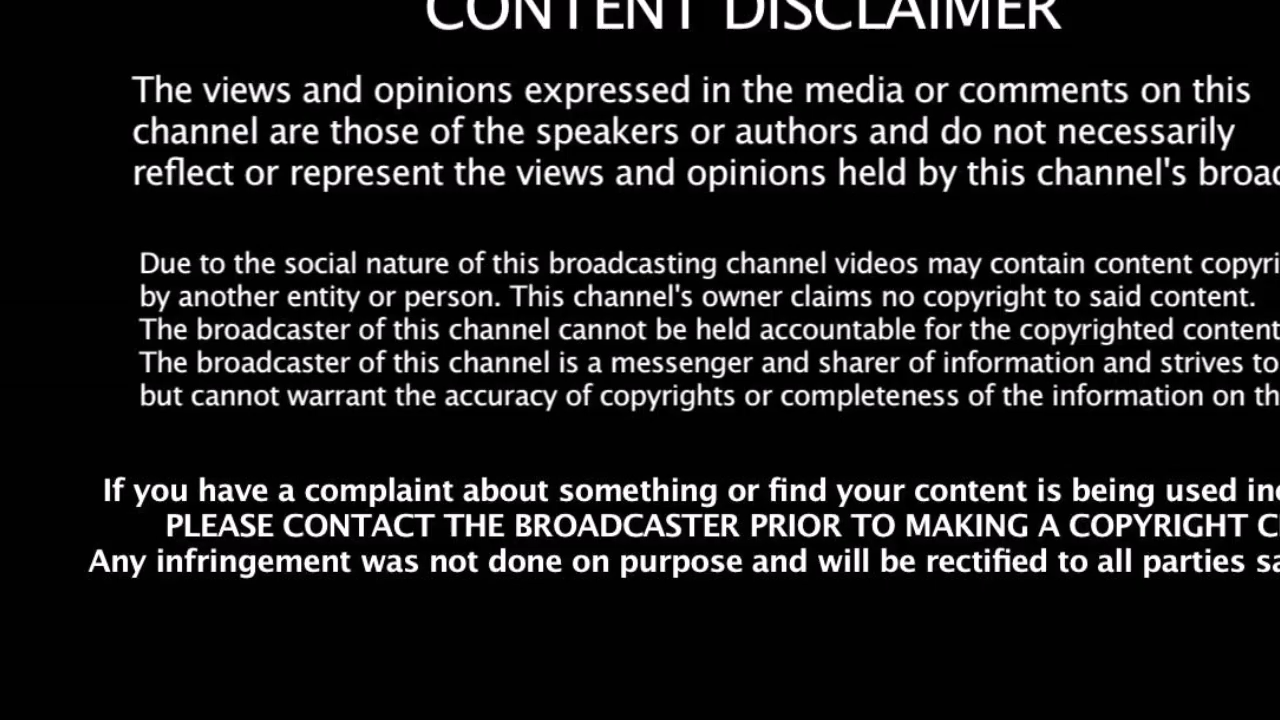 CONTENT DISCLAIMER
The views and opinions expressed in the media or comments on this
channel are those of the speakers or authors and do not necessarily
reflect or represent the views and opinions held by this channel's
Due to the social nature of this broadcasting channel videos may contain content
by another entity or person. This channel's owner claims no copyright to said content.
The broadcaster of this channel cannot be held accountable for the copyrighted content
The broadcaster of this channel is a messenger and sharer of information and strives to
but cannot warrant the accuracy of copyrights or completeness of the information on
If you have a complaint about something or find your content is being used
PLEASE CONTACT THE BROADCASTER PRIOR TO MAKING A COPYRIGHT
Any infringement was not done on purpose and will be rectified to all parties